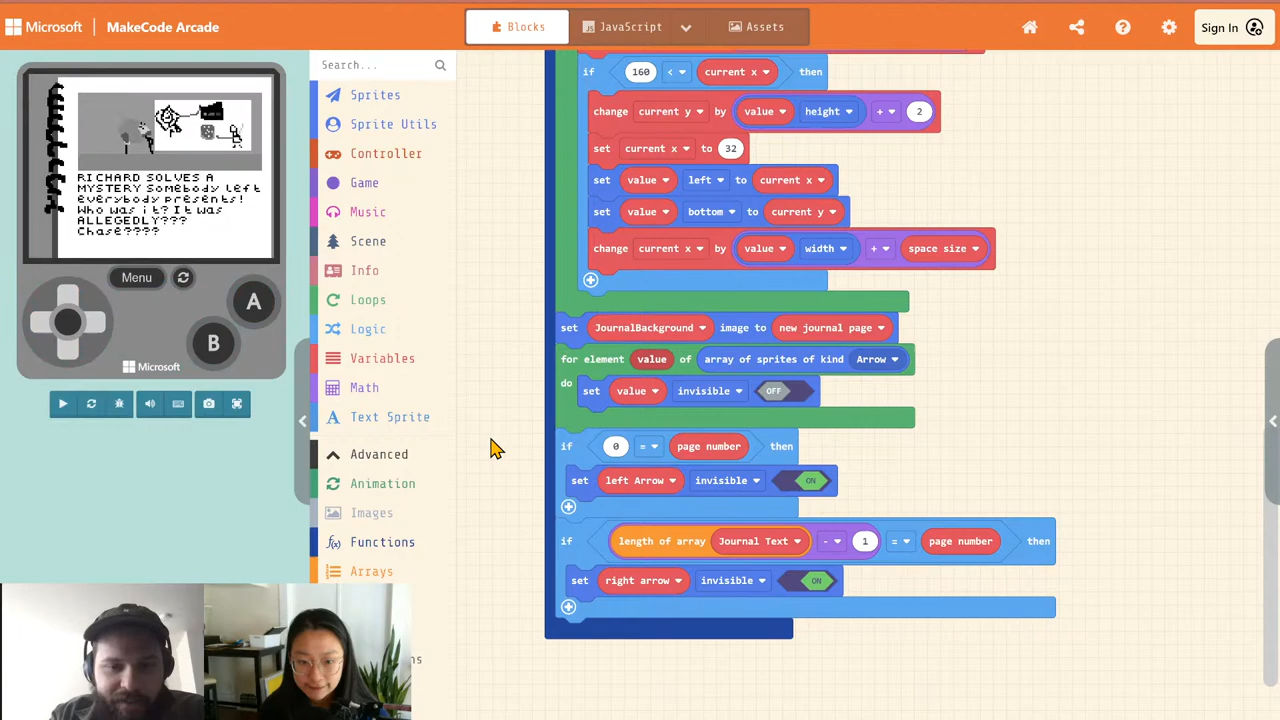 Microsoft
MakeCode Arcade
Blocks
JavaScript
Assets
Sign In
RICHARD SOLVES A
MYSTERY Somebody left
everybody presents!
Who was it? It was
ALLEGEDLY???
Chase????
Menu
A
B
Microsoft
Search...
Sprites
Sprite Utils
Controller
Game
Music
Scene
Info
Loops
Logic
Variables
Math
Text Sprite
Advanced
Animation
Images
Functions
Arrays
if 160 < current x then
change current y by value height + 2
set current x to 32
set value left to current x
set value bottom to current y
change current x by value width + space size
set JournalBackground image to new journal page
for element value of array of sprites of kind Arrow
do set value invisible OFF
if 0 = page number then
set left Arrow invisible ON
if length of array Journal Text - 1 = page number then
set right arrow invisible ON